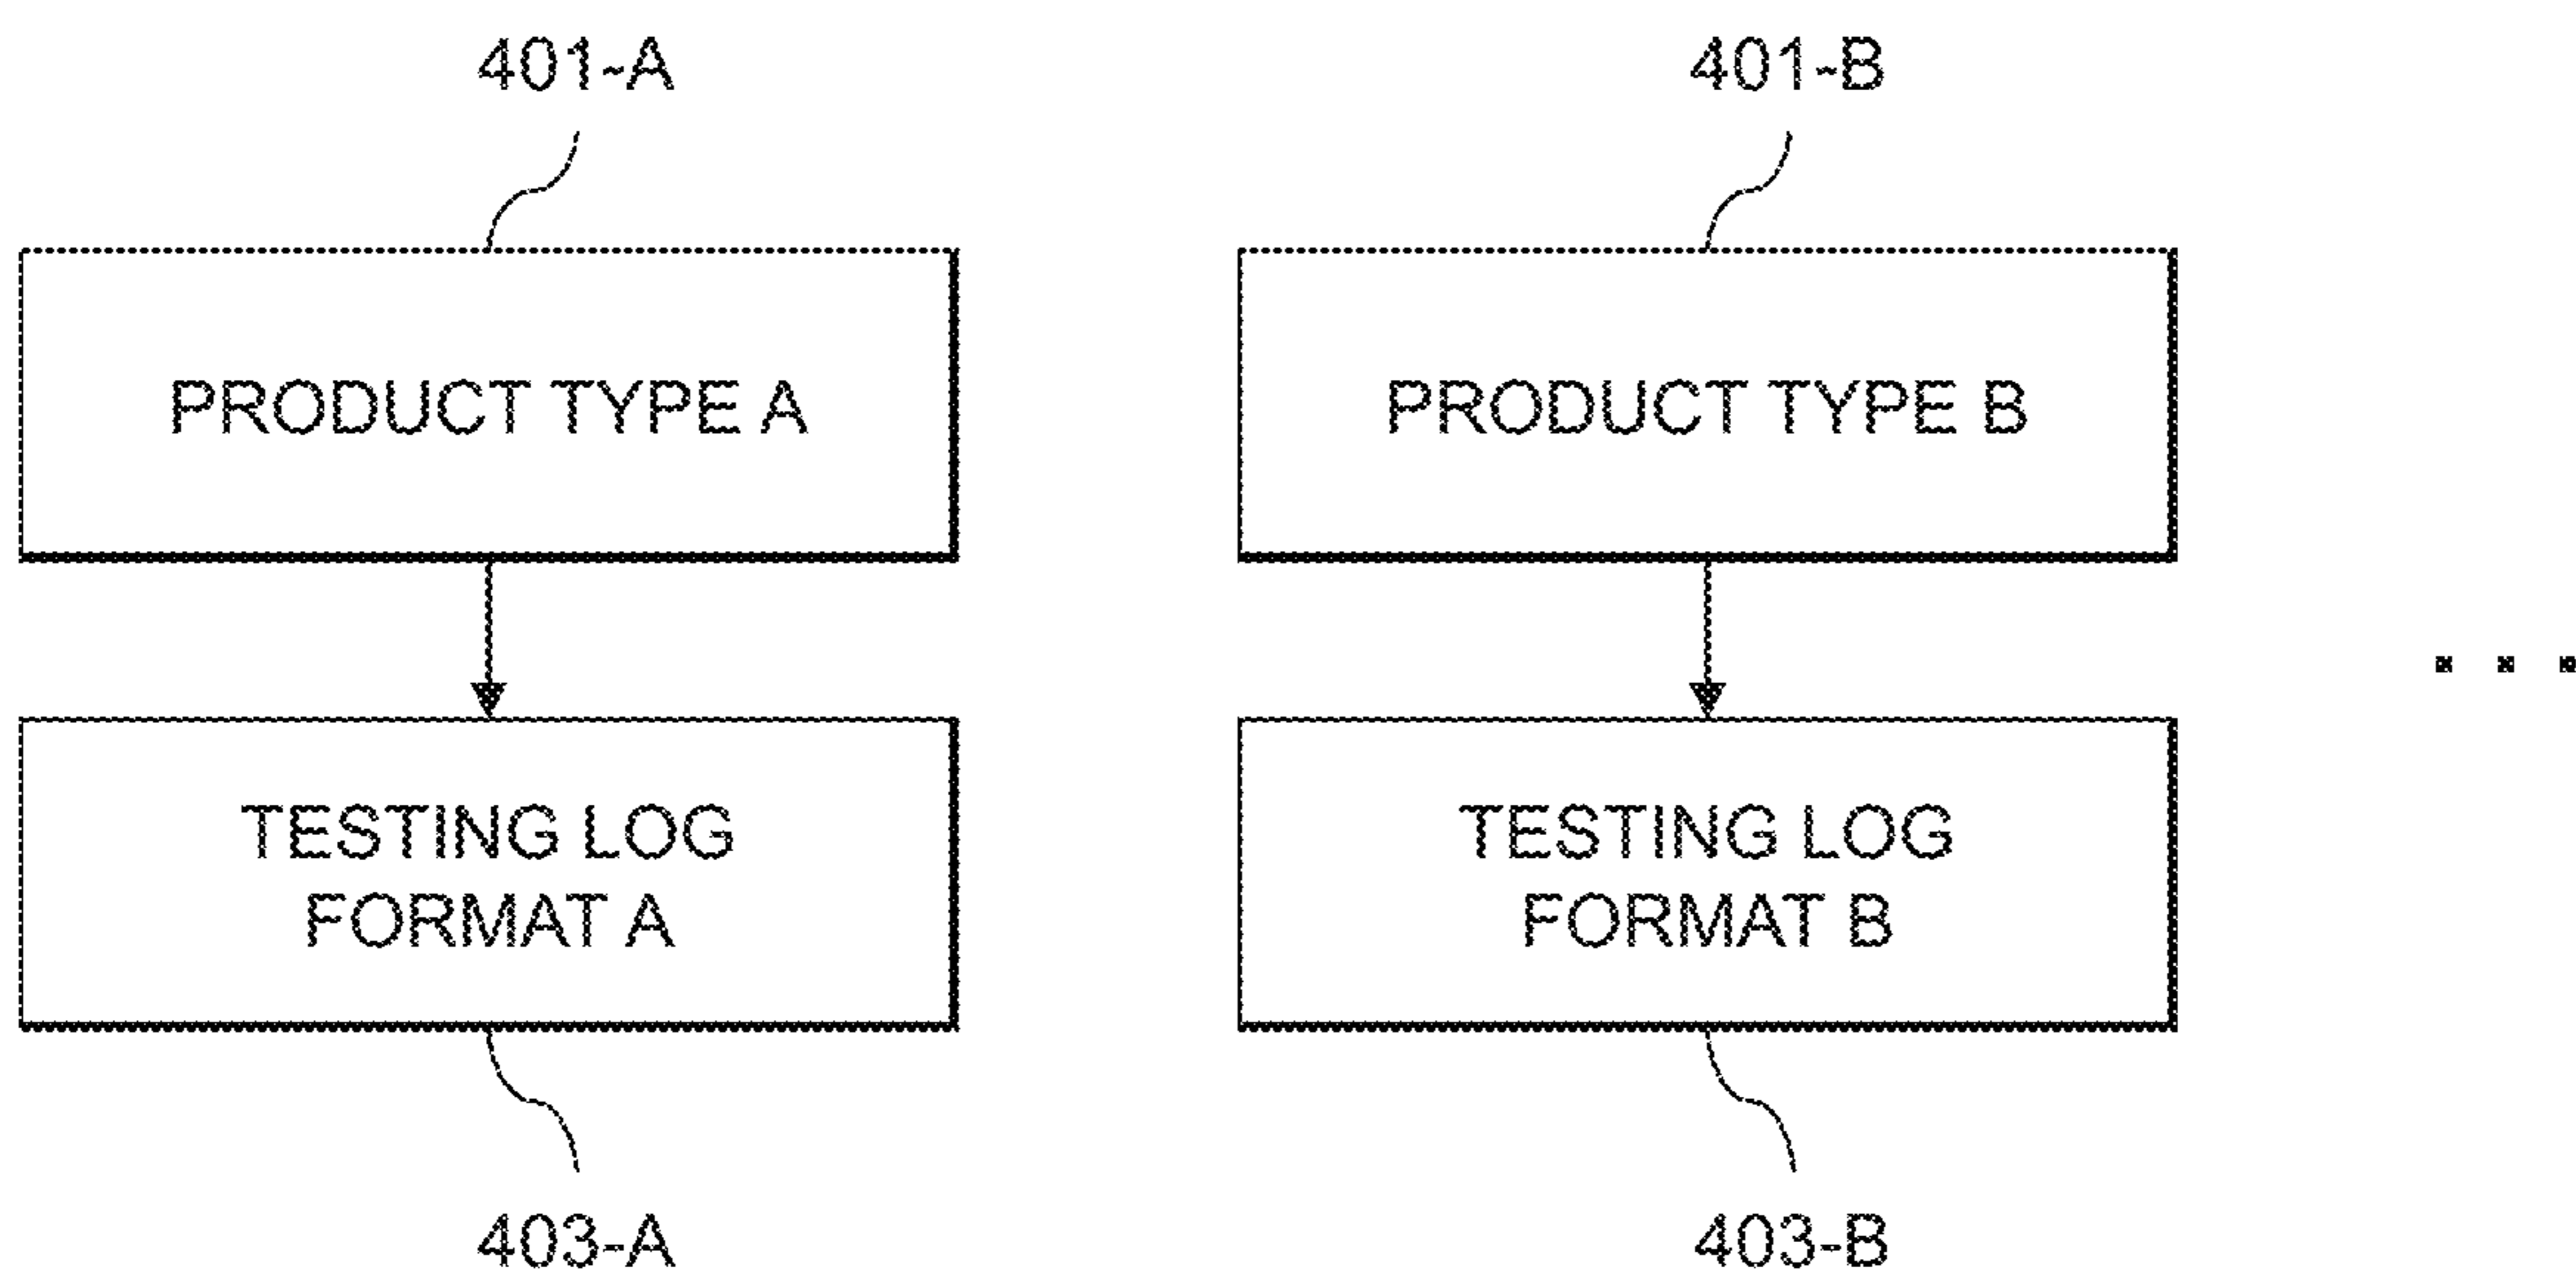 401-A
401-B
PRODUCT TYPE A
PRODUCT TYPE B
TESTING LOG
FORMAT A
TESTING LOG
FORMAT B
403-A
403-B
. . .